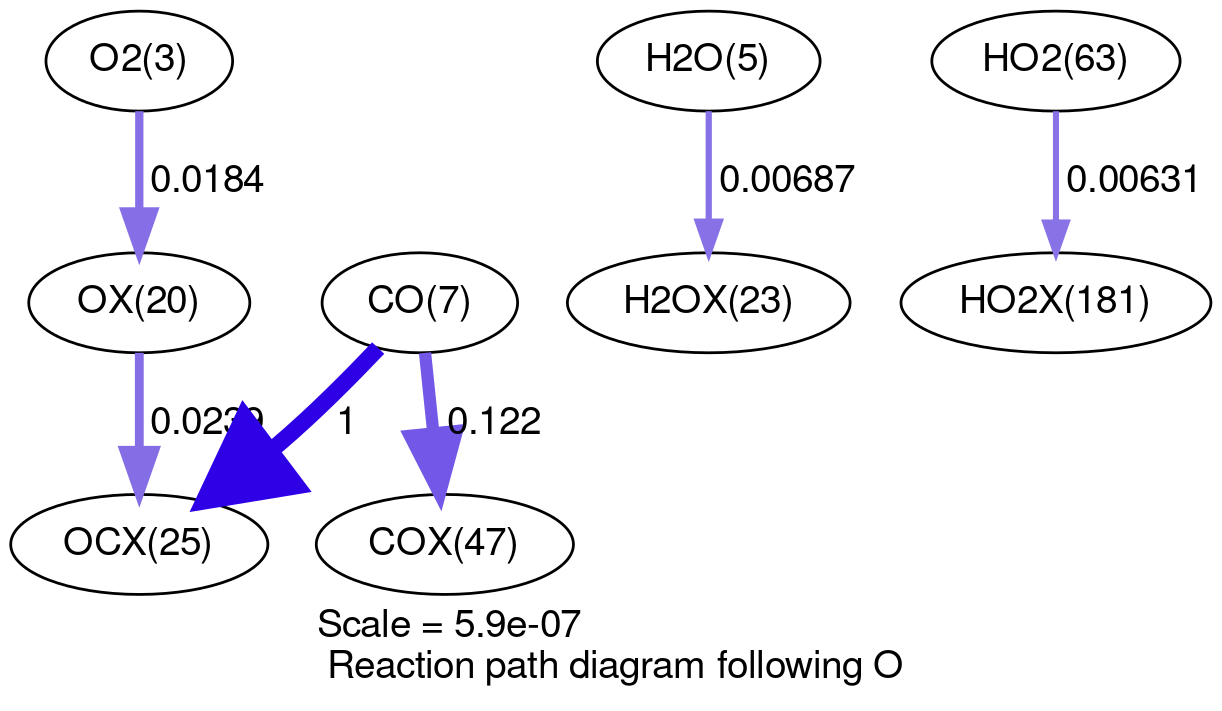 O2(3)
H2O(5)
HO2(63)
0.0184
0.00687
0.00631
OX(20)
CO(7)
H2OX(23)
HO2X(181)
0.0239
1
0.122
OCX(25)
COX(47)
Scale = 5.9e-07
Reaction path diagram following O